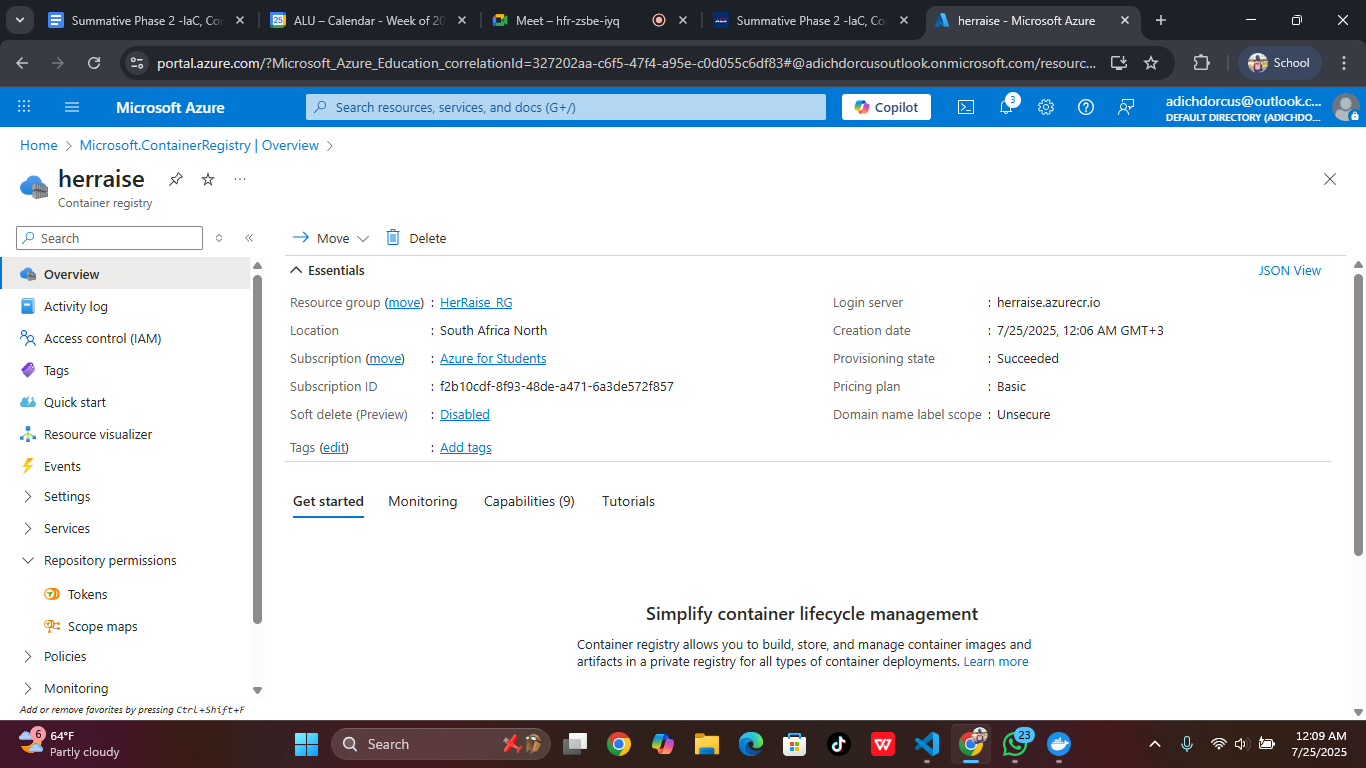 Summative Phase 2 -IaC, Co
ALU – Calendar - Week of 20
Meet – hfr-zsbe-iyq
Summative Phase 2 -IaC, Co
herraise - Microsoft Azure
portal.azure.com/?Microsoft_Azure_Education_correlationId=327202aa-c6f5-47f4-a95e-c0d055c6df83#@adichdorcusoutlook.onmicrosoft.com/resourc...
School
Microsoft Azure
Search resources, services, and docs (G+/)
Copilot
3
adichdorcus@outlook.c...
DEFAULT DIRECTORY (ADICHDO...
Home > Microsoft.ContainerRegistry | Overview >
herraise
Container registry
Search
Move
Delete
Overview
Activity log
Access control (IAM)
Tags
Quick start
Resource visualizer
Events
Settings
Services
Repository permissions
Tokens
Scope maps
Policies
Monitoring
Add or remove favorites by pressing Ctrl+Shift+F
Essentials
JSON View
Resource group (move) : HerRaise_RG
Location : South Africa North
Subscription (move) : Azure for Students
Subscription ID : f2b10cdf-8f93-48de-a471-6a3de572f857
Soft delete (Preview) : Disabled
Tags (edit) : Add tags
Login server : herraise.azurecr.io
Creation date : 7/25/2025, 12:06 AM GMT+3
Provisioning state : Succeeded
Pricing plan : Basic
Domain name label scope : Unsecure
Get started
Monitoring
Capabilities (9)
Tutorials
Simplify container lifecycle management
Container registry allows you to build, store, and manage container images and
artifacts in a private registry for all types of container deployments. Learn more
6
64°F
Partly cloudy
Search
23
12:09 AM
7/25/2025